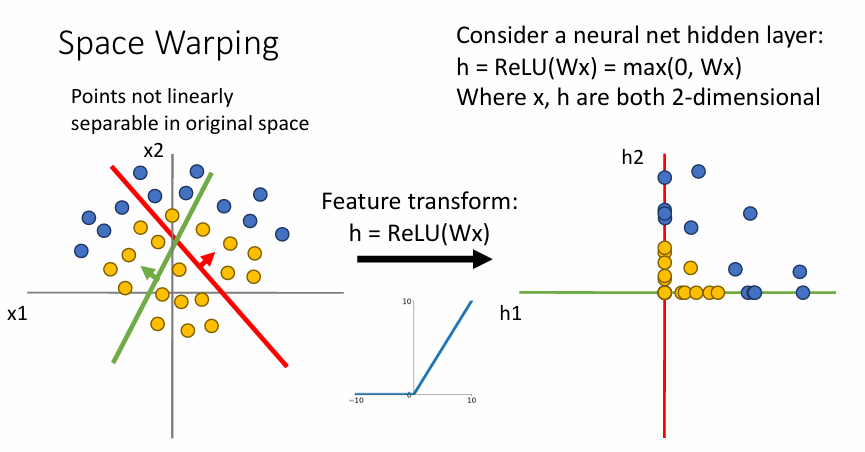 Space Warping
Consider a neural net hidden layer:
h = ReLU(Wx) = max(0, Wx)
Where x, h are both 2-dimensional
Points not linearly
separable in original space
x2
x1
Feature transform:
h = ReLU(Wx)
10
0
−10
10
h2
h1